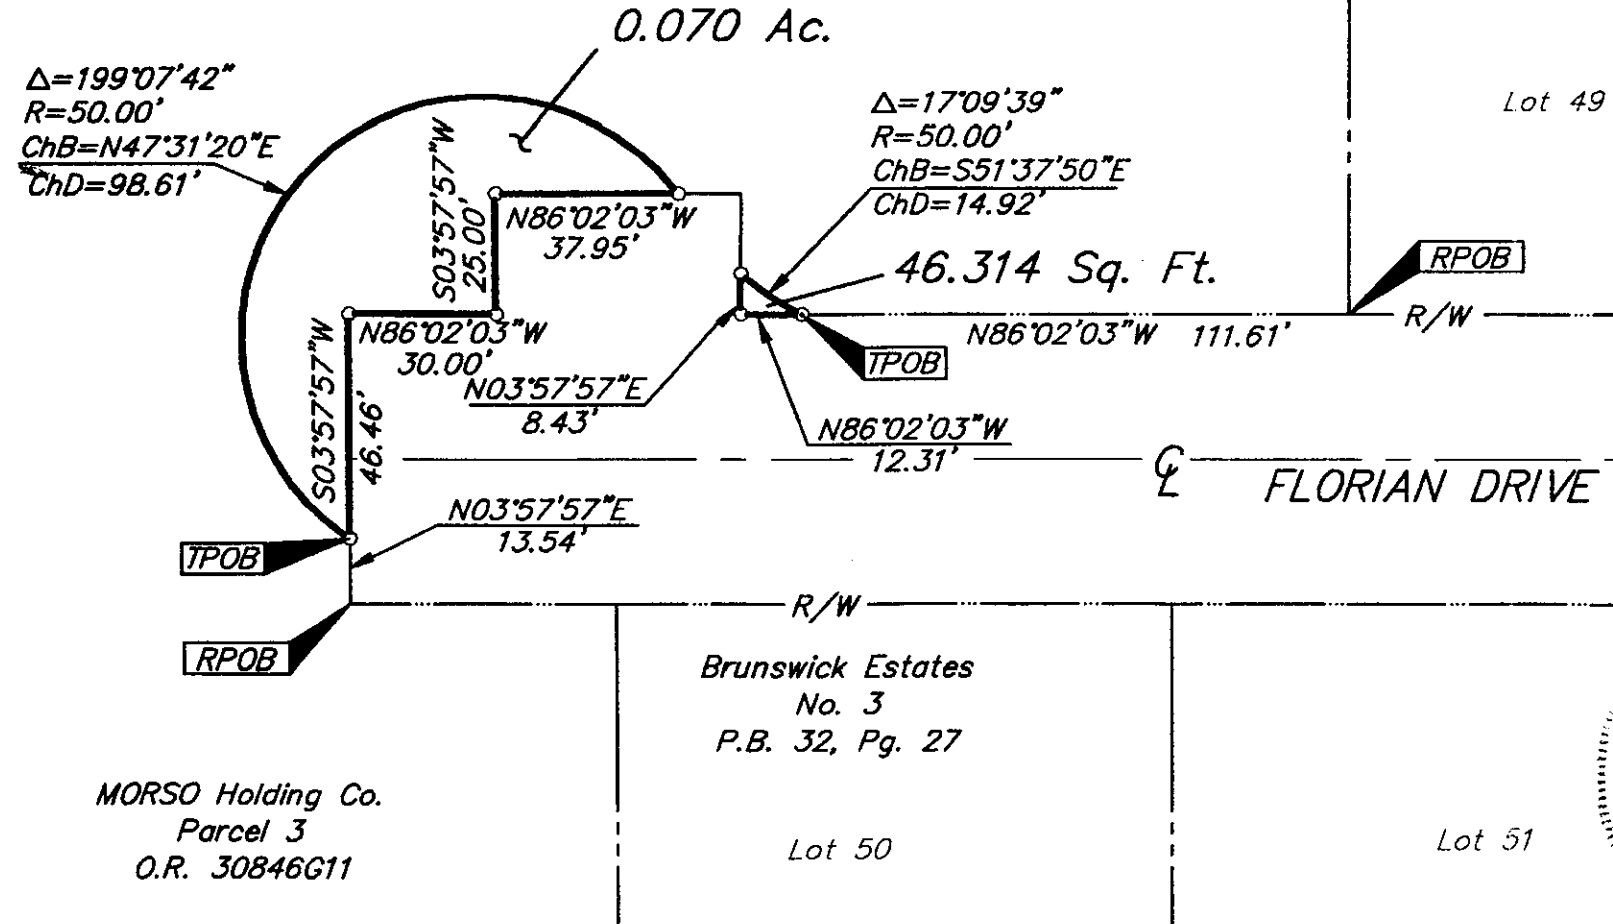 0.070 Ac.
Δ=199°07'42"
R=50.00'
ChB=N47°31'20"E
ChD=98.61'
Δ=17°09'39"
R=50.00'
ChB=S51°37'50"E
ChD=14.92'
Lot 49
S03°57'57"W
25.00'
N86°02'03"W
37.95'
46.314 Sq. Ft.
RPOB
R/W
N86°02'03"W 111.61'
N86°02'03"W
30.00'
TPOB
S03°57'57"W
46.46'
N03°57'57"E
8.43'
N86°02'03"W
12.31'
℄ FLORIAN DRIVE
N03°57'57"E
13.54'
TPOB
R/W
RPOB
Brunswick Estates
No. 3
P.B. 32, Pg. 27
MORSO Holding Co.
Parcel 3
O.R. 30846G11
Lot 50
Lot 51